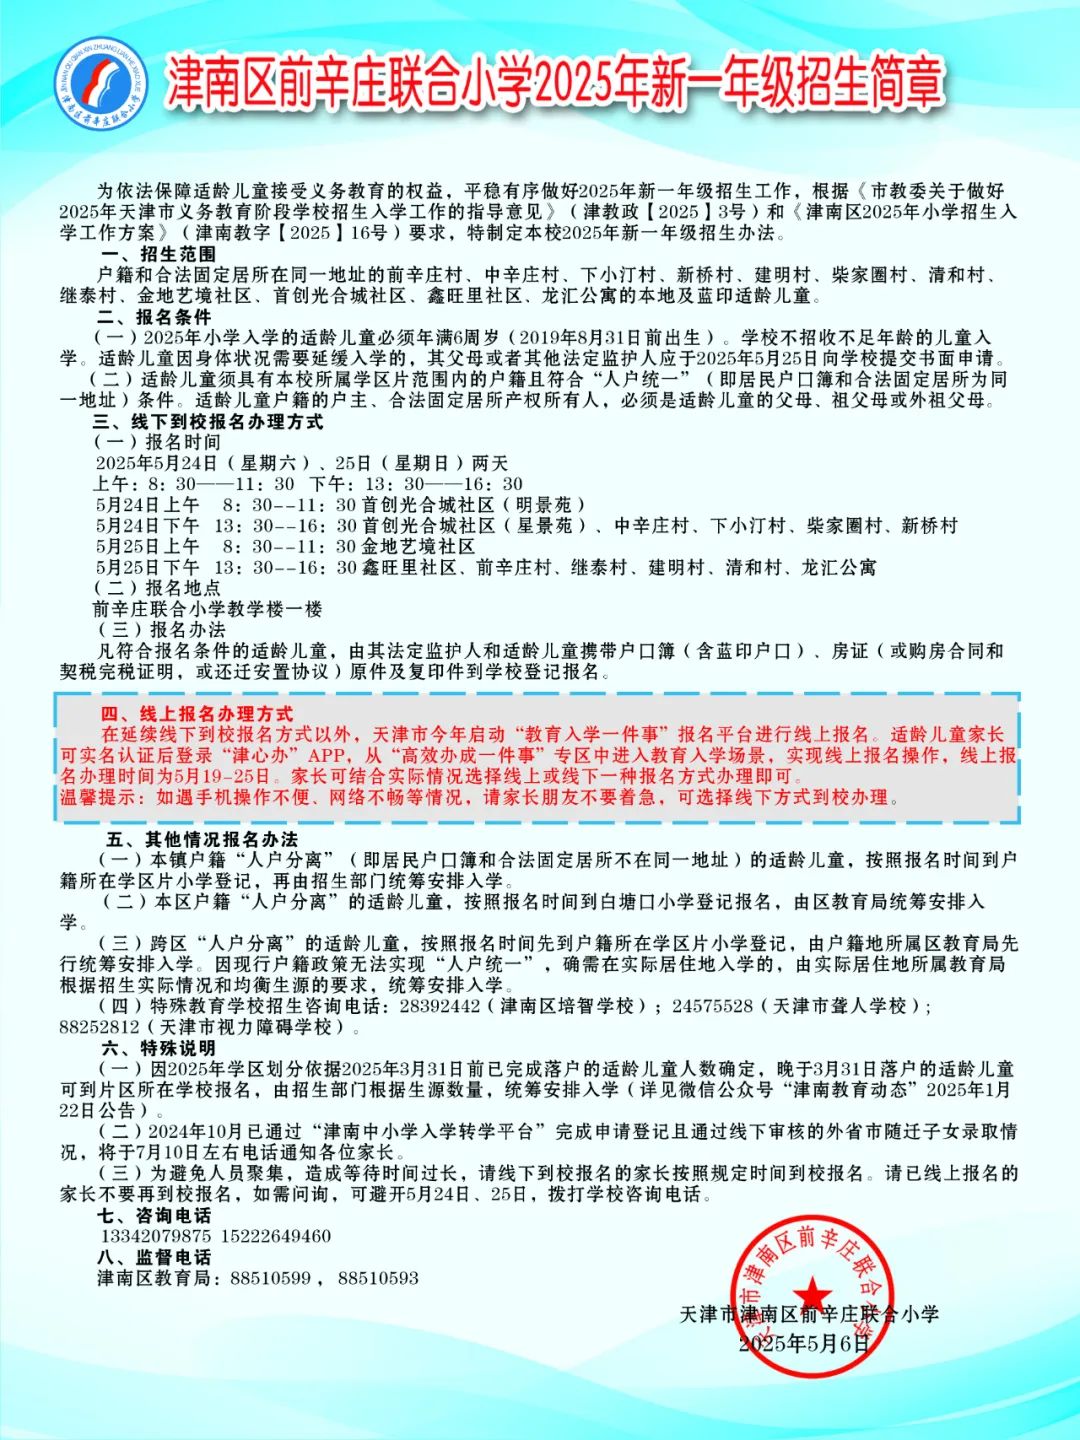 津南区前辛庄联合小学2025年新一年级招生简章
JIN NAN QU QIAN XIN ZHUANG LIAN HE XIAO XUE
津南区前辛庄联合小学
为依法保障适龄儿童接受义务教育的权益，平稳有序做好2025年新一年级招生工作，根据《市教委关于做好
2025年天津市义务教育阶段学校招生入学工作的指导意见》（津教政【2025】3号）和《津南区2025年小学招生入
学工作方案》（津南教字【2025】16号）要求，特制定本校2025年新一年级招生办法。
一、招生范围
户籍和合法固定居所在同一地址的前辛庄村、中辛庄村、下小汀村、新桥村、建明村、柴家圈村、清和村、
继泰村、金地艺境社区、首创光合城社区、鑫旺里社区、龙汇公寓的本地及蓝印适龄儿童。
二、报名条件
（一）2025年小学入学的适龄儿童必须年满6周岁（2019年8月31日前出生）。学校不招收不足年龄的儿童入
学。适龄儿童因身体状况需要延缓入学的，其父母或者其他法定监护人应于2025年5月25日向学校提交书面申请。
（二）适龄儿童须具有本校所属学区片范围内的户籍且符合“人户统一”（即居民户口簿和合法固定居所为同
一地址）条件。适龄儿童户籍的户主、合法固定居所产权所有人，必须是适龄儿童的父母、祖父母或外祖父母。
三、线下到校报名办理方式
（一）报名时间
2025年5月24日（星期六）、25日（星期日）两天
上午：8：30——11：30 下午：13：30——16：30
5月24日上午 8：30--11：30 首创光合城社区（明景苑）
5月24日下午 13：30--16：30 首创光合城社区（星景苑）、中辛庄村、下小汀村、柴家圈村、新桥村
5月25日上午 8：30--11：30 金地艺境社区
5月25日下午 13：30--16：30 鑫旺里社区、前辛庄村、继泰村、建明村、清和村、龙汇公寓
（二）报名地点
前辛庄联合小学教学楼一楼
（三）报名办法
凡符合报名条件的适龄儿童，由其法定监护人和适龄儿童携带户口簿（含蓝印户口）、房证（或购房合同和
契税完税证明，或还迁安置协议）原件及复印件到学校登记报名。
四、线上报名办理方式
在延续线下到校报名方式以外，天津市今年启动“教育入学一件事”报名平台进行线上报名。适龄儿童家长
可实名认证后登录“津心办”APP，从“高效办成一件事”专区中进入教育入学场景，实现线上报名操作，线上报
名办理时间为5月19-25日。家长可结合实际情况选择线上或线下一种报名方式办理即可。
温馨提示：如遇手机操作不便、网络不畅等情况，请家长朋友不要着急，可选择线下方式到校办理。
五、其他情况报名办法
（一）本镇户籍“人户分离”（即居民户口簿和合法固定居所不在同一地址）的适龄儿童，按照报名时间到户
籍所在学区片小学登记，再由招生部门统筹安排入学。
（二）本区户籍“人户分离”的适龄儿童，按照报名时间到白塘口小学登记报名，由区教育局统筹安排入
学。
（三）跨区“人户分离”的适龄儿童，按照报名时间先到户籍所在学区片小学登记，由户籍地所属区教育局先
行统筹安排入学。因现行户籍政策无法实现“人户统一”，确需在实际居住地入学的，由实际居住地所属教育局
根据招生实际情况和均衡生源的要求，统筹安排入学。
（四）特殊教育学校招生咨询电话：28392442（津南区培智学校）；24575528（天津市聋人学校）；
88252812（天津市视力障碍学校）。
六、特殊说明
（一）因2025年学区划分依据2025年3月31日前已完成落户的适龄儿童人数确定，晚于3月31日落户的适龄儿童
可到片区所在学校报名，由招生部门根据生源数量，统筹安排入学（详见微信公众号“津南教育动态”2025年1月
22日公告）。
（二）2024年10月已通过“津南中小学入学转学平台”完成申请登记且通过线下审核的外省市随迁子女录取情
况，将于7月10日左右电话通知各位家长。
（三）为避免人员聚集，造成等待时间过长，请线下到校报名的家长按照规定时间到校报名。请已线上报名的
家长不要再到校报名，如需问询，可避开5月24日、25日，拨打学校咨询电话。
七、咨询电话
13342079875 15222649460
八、监督电话
津南区教育局：88510599 ，88510593
天津市津南区前辛庄联合小学
天津市津南区前辛庄联合小学
2025年5月6日